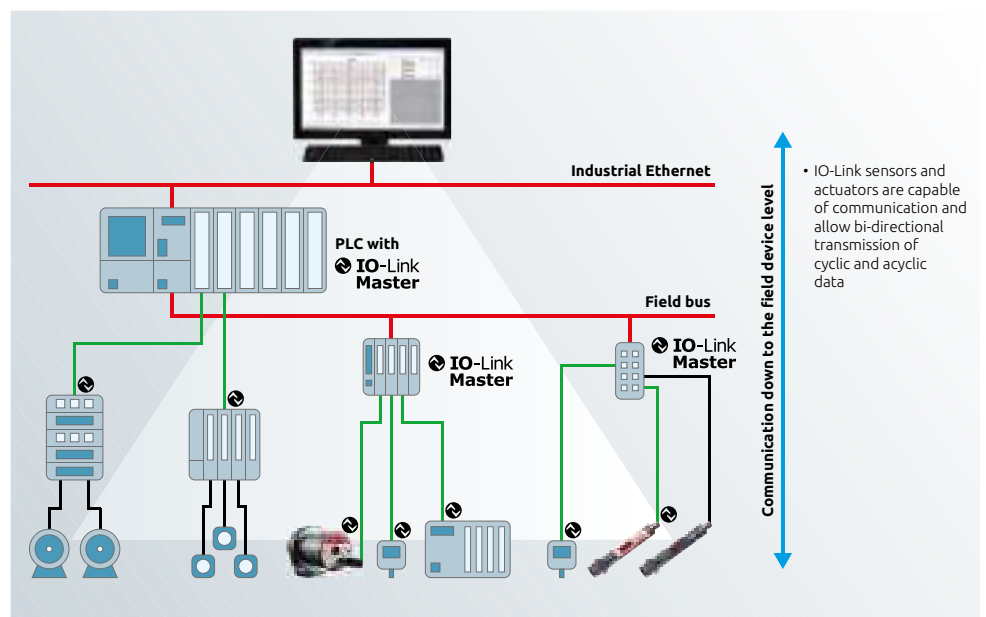 Industrial Ethernet
PLC with
IO-Link
Master
Field bus
IO-Link
Master
IO-Link
Master
Communication down to the field device level
• IO-Link sensors and
actuators are capable
of communication and
allow bi-directional
transmission of
cyclic and acyclic
data